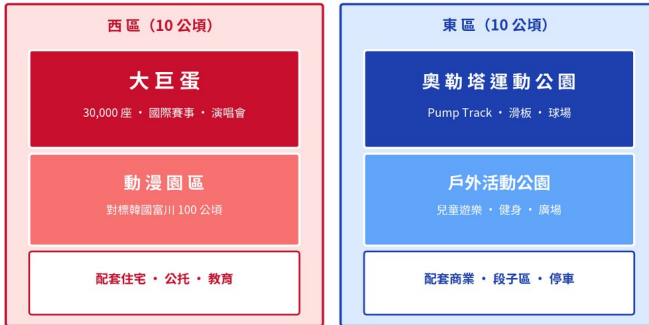 西區（10 公頃）
大巨蛋
30,000 座 • 國際賽事 • 演唱會
動漫園區
對標韓國富川 100 公頃
配套住宅 • 公托 • 教育
東區（10 公頃）
奧勒塔運動公園
Pump Track • 滑板 • 球場
戶外活動公園
兒童遊樂 • 健身 • 廣場
配套商業 • 段子區 • 停車